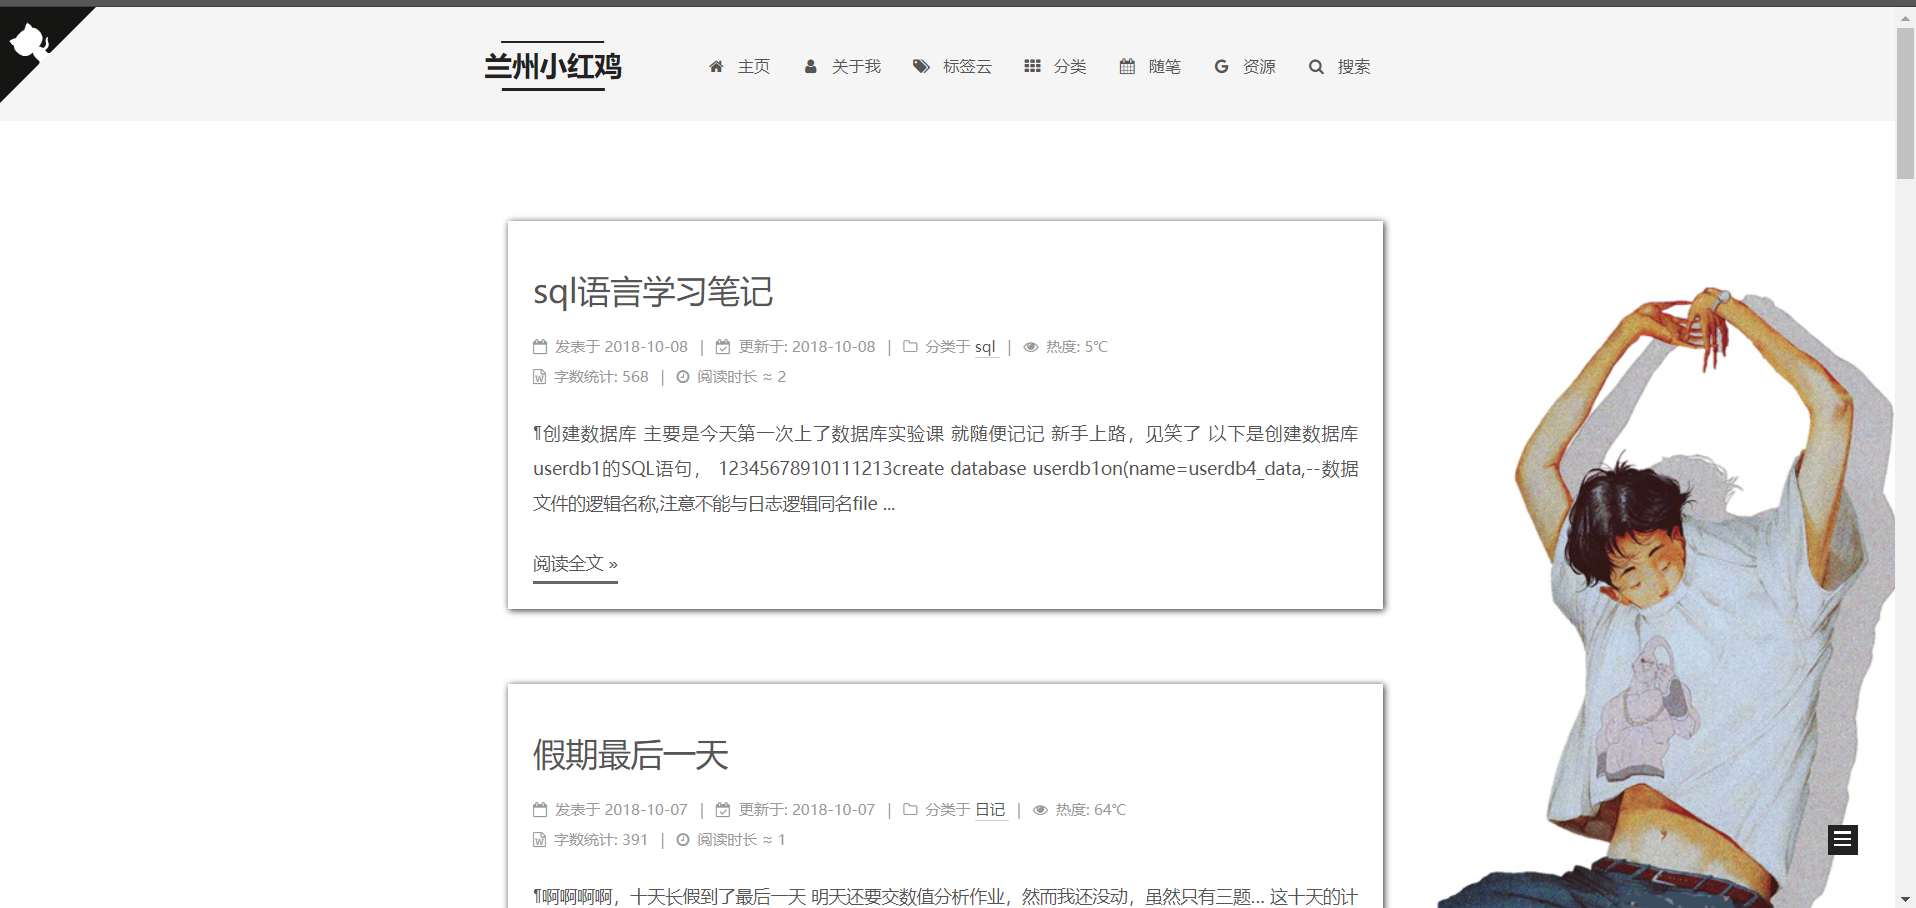 兰州小红鸡
主页 关于我 标签云 分类 随笔 资源 搜索
sql语言学习笔记
发表于 2018-10-08 | 更新于: 2018-10-08 | 分类于 sql | 热度: 5℃
字数统计: 568 | 阅读时长 ≈ 2
¶创建数据库 主要是今天第一次上了数据库实验课 就随便记记 新手上路，见笑了 以下是创建数据库
userdb1的SQL语句， 12345678910111213create database userdb1on(name=userdb4_data,--数据
文件的逻辑名称,注意不能与日志逻辑同名file ...
阅读全文 »
假期最后一天
发表于 2018-10-07 | 更新于: 2018-10-07 | 分类于 日记 | 热度: 64℃
字数统计: 391 | 阅读时长 ≈ 1
¶啊啊啊啊，十天长假到了最后一天 明天还要交数值分析作业，然而我还没动，虽然只有三题... 这十天的计